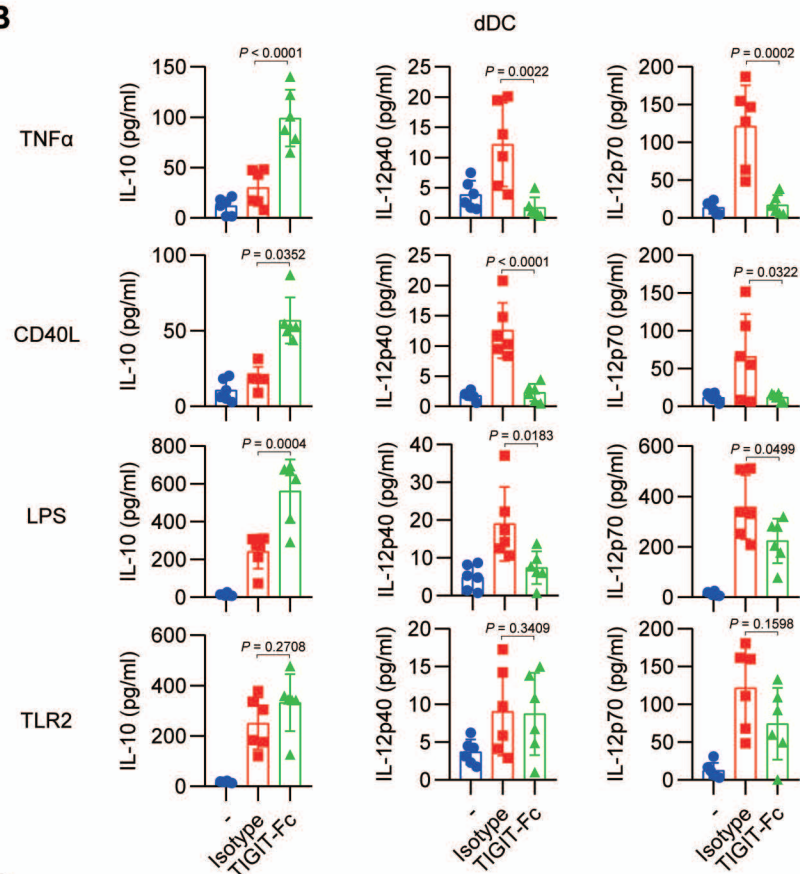 B
dDC
TNFα
IL-10 (pg/ml)
150
100
50
0
P < 0.0001
IL-12p40 (pg/ml)
25
20
15
10
5
0
P = 0.0022
IL-12p70 (pg/ml)
200
150
100
50
0
P = 0.0002
CD40L
IL-10 (pg/ml)
100
50
0
P = 0.0352
IL-12p40 (pg/ml)
25
20
15
10
5
0
P < 0.0001
IL-12p70 (pg/ml)
200
150
100
50
0
P = 0.0322
LPS
IL-10 (pg/ml)
800
600
400
200
0
P = 0.0004
IL-12p40 (pg/ml)
40
30
20
10
0
P = 0.0183
IL-12p70 (pg/ml)
600
400
200
0
P = 0.0499
TLR2
IL-10 (pg/ml)
600
400
200
0
P = 0.2708
IL-12p40 (pg/ml)
20
15
10
5
0
P = 0.3409
IL-12p70 (pg/ml)
200
150
100
50
0
P = 0.1598
-
Isotype
TIGIT-Fc
-
Isotype
TIGIT-Fc
-
Isotype
TIGIT-Fc